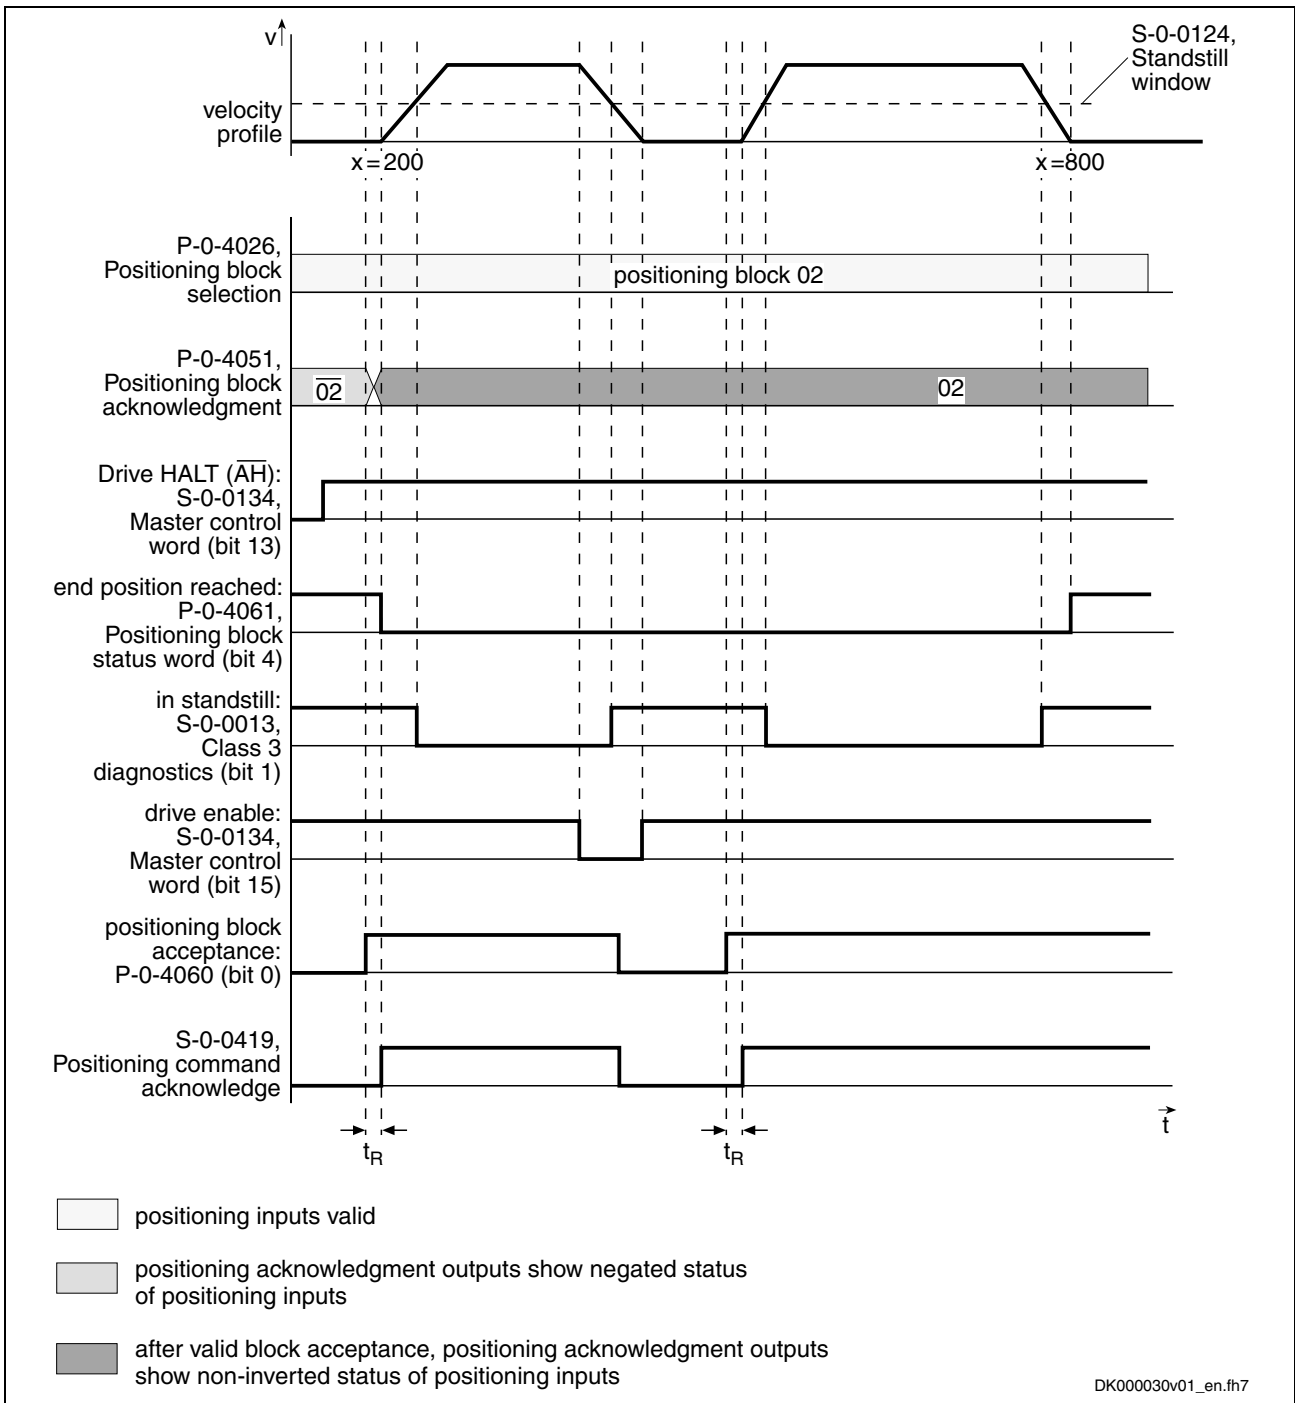 v
S-0-0124,
Standstill
window
velocity
profile
x=200
x=800
P-0-4026,
Positioning block
selection
positioning block 02
P-0-4051,
Positioning block
acknowledgment
0̅2̅
02
Drive HALT (A̅H̅):
S-0-0134,
Master control
word (bit 13)
end position reached:
P-0-4061,
Positioning block
status word (bit 4)
in standstill:
S-0-0013,
Class 3
diagnostics (bit 1)
drive enable:
S-0-0134,
Master control
word (bit 15)
positioning block
acceptance:
P-0-4060 (bit 0)
S-0-0419,
Positioning command
acknowledge
t
tR
tR
positioning inputs valid
positioning acknowledgment outputs show negated status
of positioning inputs
after valid block acceptance, positioning acknowledgment outputs
show non-inverted status of positioning inputs
DK000030v01_en.fh7